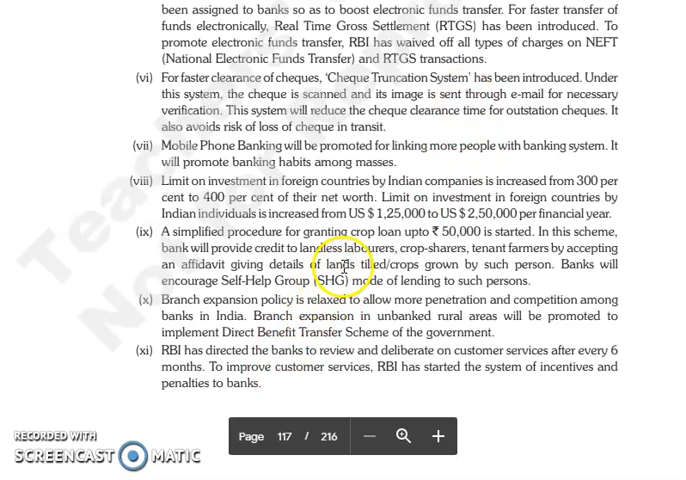 been assigned to banks so as to boost electronic funds transfer. For faster transfer of
funds electronically, Real Time Gross Settlement (RTGS) has been introduced. To
promote electronic funds transfer, RBI has waived off all types of charges on NEFT
(National Electronic Funds Transfer) and RTGS transactions.
(vi) For faster clearance of cheques, 'Cheque Truncation System' has been introduced. Under
this system, the cheque is scanned and its image is sent through e-mail for necessary
verification. This system will reduce the cheque clearance time for outstation cheques. It
also avoids risk of loss of cheque in transit.
(vii) Mobile Phone Banking will be promoted for linking more people with banking system. It
will promote banking habits among masses.
(viii) Limit on investment in foreign countries by Indian companies is increased from 300 per
cent to 400 per cent of their net worth. Limit on investment in foreign countries by
Indian individuals is increased from US $ 1,25,000 to US $ 2,50,000 per financial year.
(ix) A simplified procedure for granting crop loan upto ₹ 50,000 is started. In this scheme,
bank will provide credit to landless labourers, crop-sharers, tenant farmers by accepting
an affidavit giving details of lands tilled/crops grown by such person. Banks will
encourage Self-Help Group (SHG) mode of lending to such persons.
(x) Branch expansion policy is relaxed to allow more penetration and competition among
banks in India. Branch expansion in unbanked rural areas will be promoted to
implement Direct Benefit Transfer Scheme of the government.
(xi) RBI has directed the banks to review and deliberate on customer services after every 6
months. To improve customer services, RBI has started the system of incentives and
penalties to banks.
Page 117 / 216
RECORDED WITH
SCREENCAST MATIC